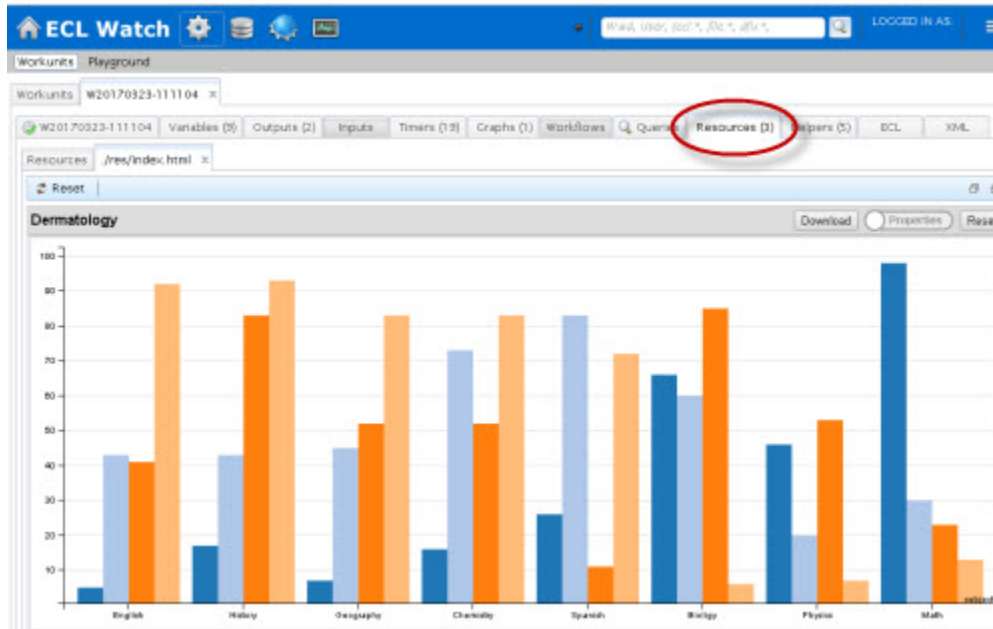 ECL Watch
LOGGED IN AS:
Workunits Playground
Workunits W20170323-111104 ×
W20170323-111104 Variables (9) Outputs (2) Inputs Timers (19) Graphs (1) Workflows Queries Resources (3) Helpers (5) ECL XML
Resources ./res/index.html ×
Reset
Dermatology Download Properties Rese
100
90
80
70
60
50
40
30
20
10
English History Geography Chemistry Spanish Biology Physics Math